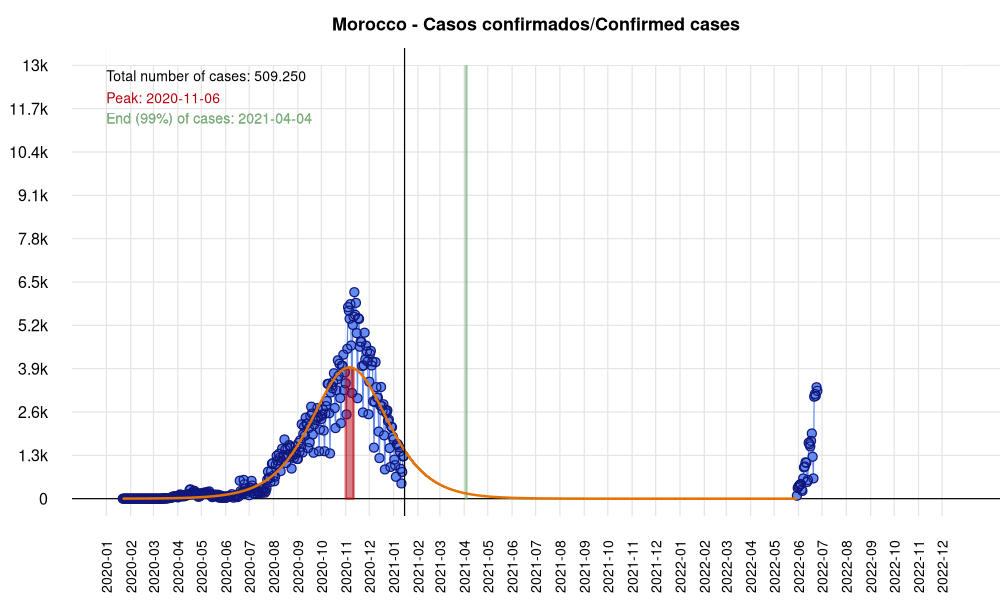 Morocco - Casos confirmados/Confirmed cases
Total number of cases: 509.250
Peak: 2020-11-06
End (99%) of cases: 2021-04-04
13k
11.7k
10.4k
9.1k
7.8k
6.5k
5.2k
3.9k
2.6k
1.3k
0
2020-01
2020-02
2020-03
2020-04
2020-05
2020-06
2020-07
2020-08
2020-09
2020-10
2020-11
2020-12
2021-01
2021-02
2021-03
2021-04
2021-05
2021-06
2021-07
2021-08
2021-09
2021-10
2021-11
2021-12
2022-01
2022-02
2022-03
2022-04
2022-05
2022-06
2022-07
2022-08
2022-09
2022-10
2022-11
2022-12